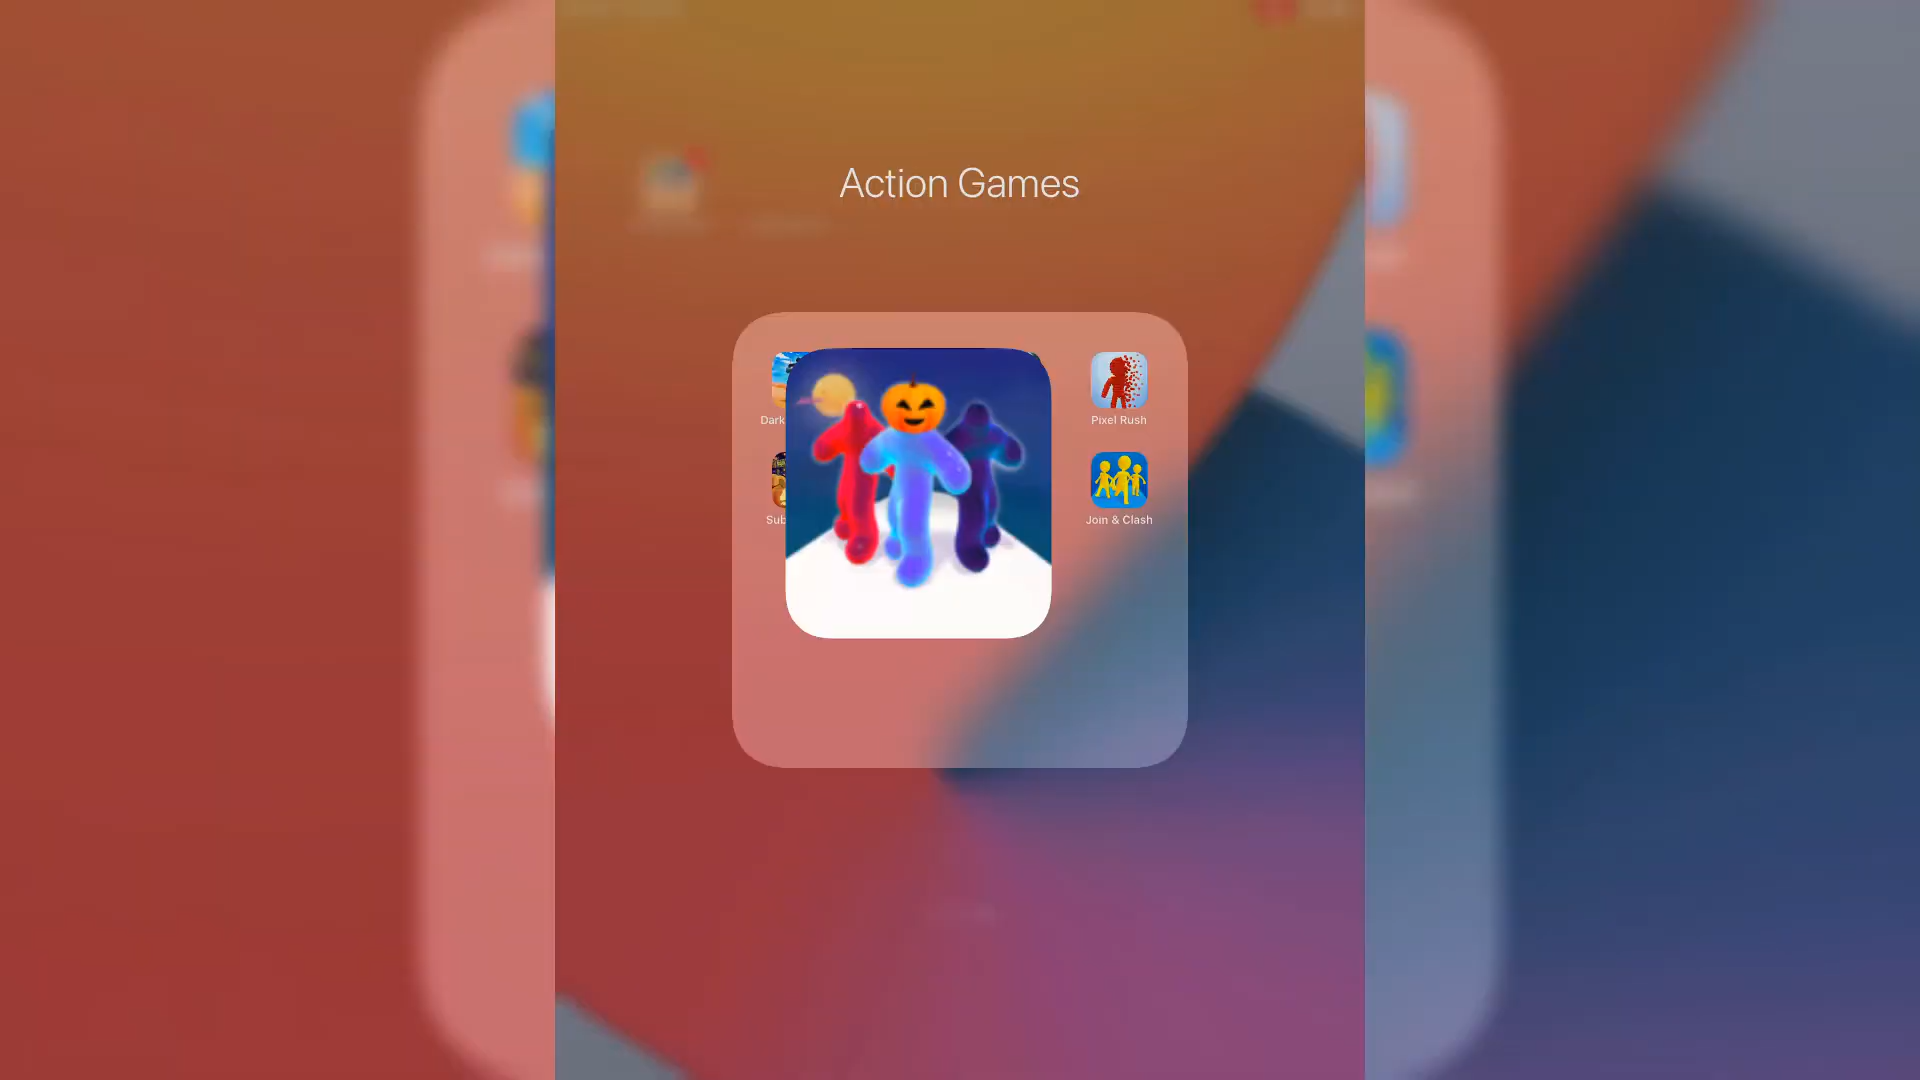 Action Games
Dark
Pixel Rush
Sub
Join & Clash